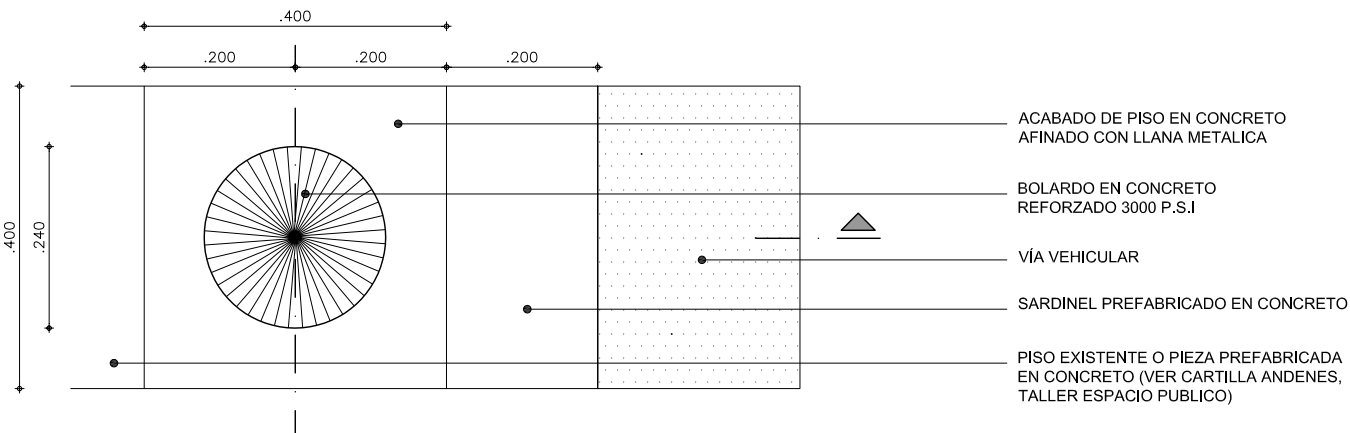 .400
.200
.200
.200
.400
.240
ACABADO DE PISO EN CONCRETO
AFINADO CON LLANA METALICA
BOLARDO EN CONCRETO
REFORZADO 3000 P.S.I
VÍA VEHICULAR
SARDINEL PREFABRICADO EN CONCRETO
PISO EXISTENTE O PIEZA PREFABRICADA
EN CONCRETO (VER CARTILLA ANDENES,
TALLER ESPACIO PUBLICO)